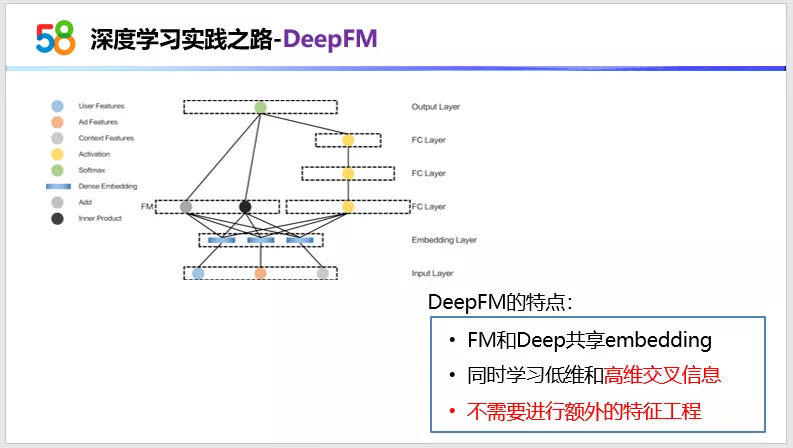 58 深度学习实践之路-DeepFM
User Features
Ad Features
Context Features
Activation
Softmax
Dense Embedding
Add
Inner Product
FM
Output Layer
FC Layer
FC Layer
FC Layer
Embedding Layer
Input Layer
DeepFM的特点：
• FM和Deep共享embedding
• 同时学习低维和高维交叉信息
• 不需要进行额外的特征工程